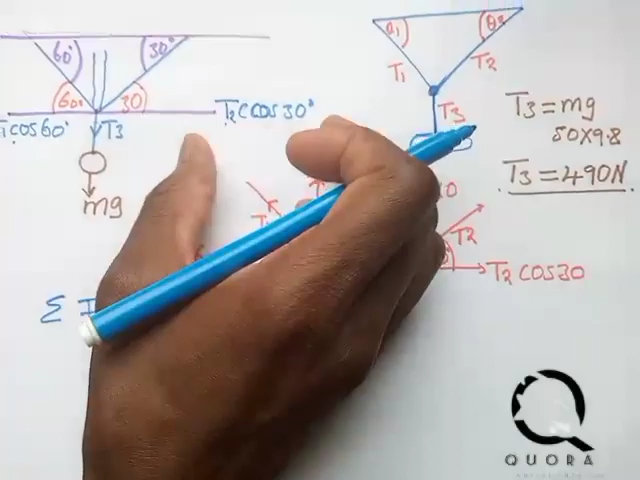 60° 30°
60° 30
T₁cos60° T₂cos30°
T3
mg
θ1 θ2
T1 T2
T3
T3 = mg
50×9.8
T3 = 490N
T2
T2 cos30
Σ
QUORA